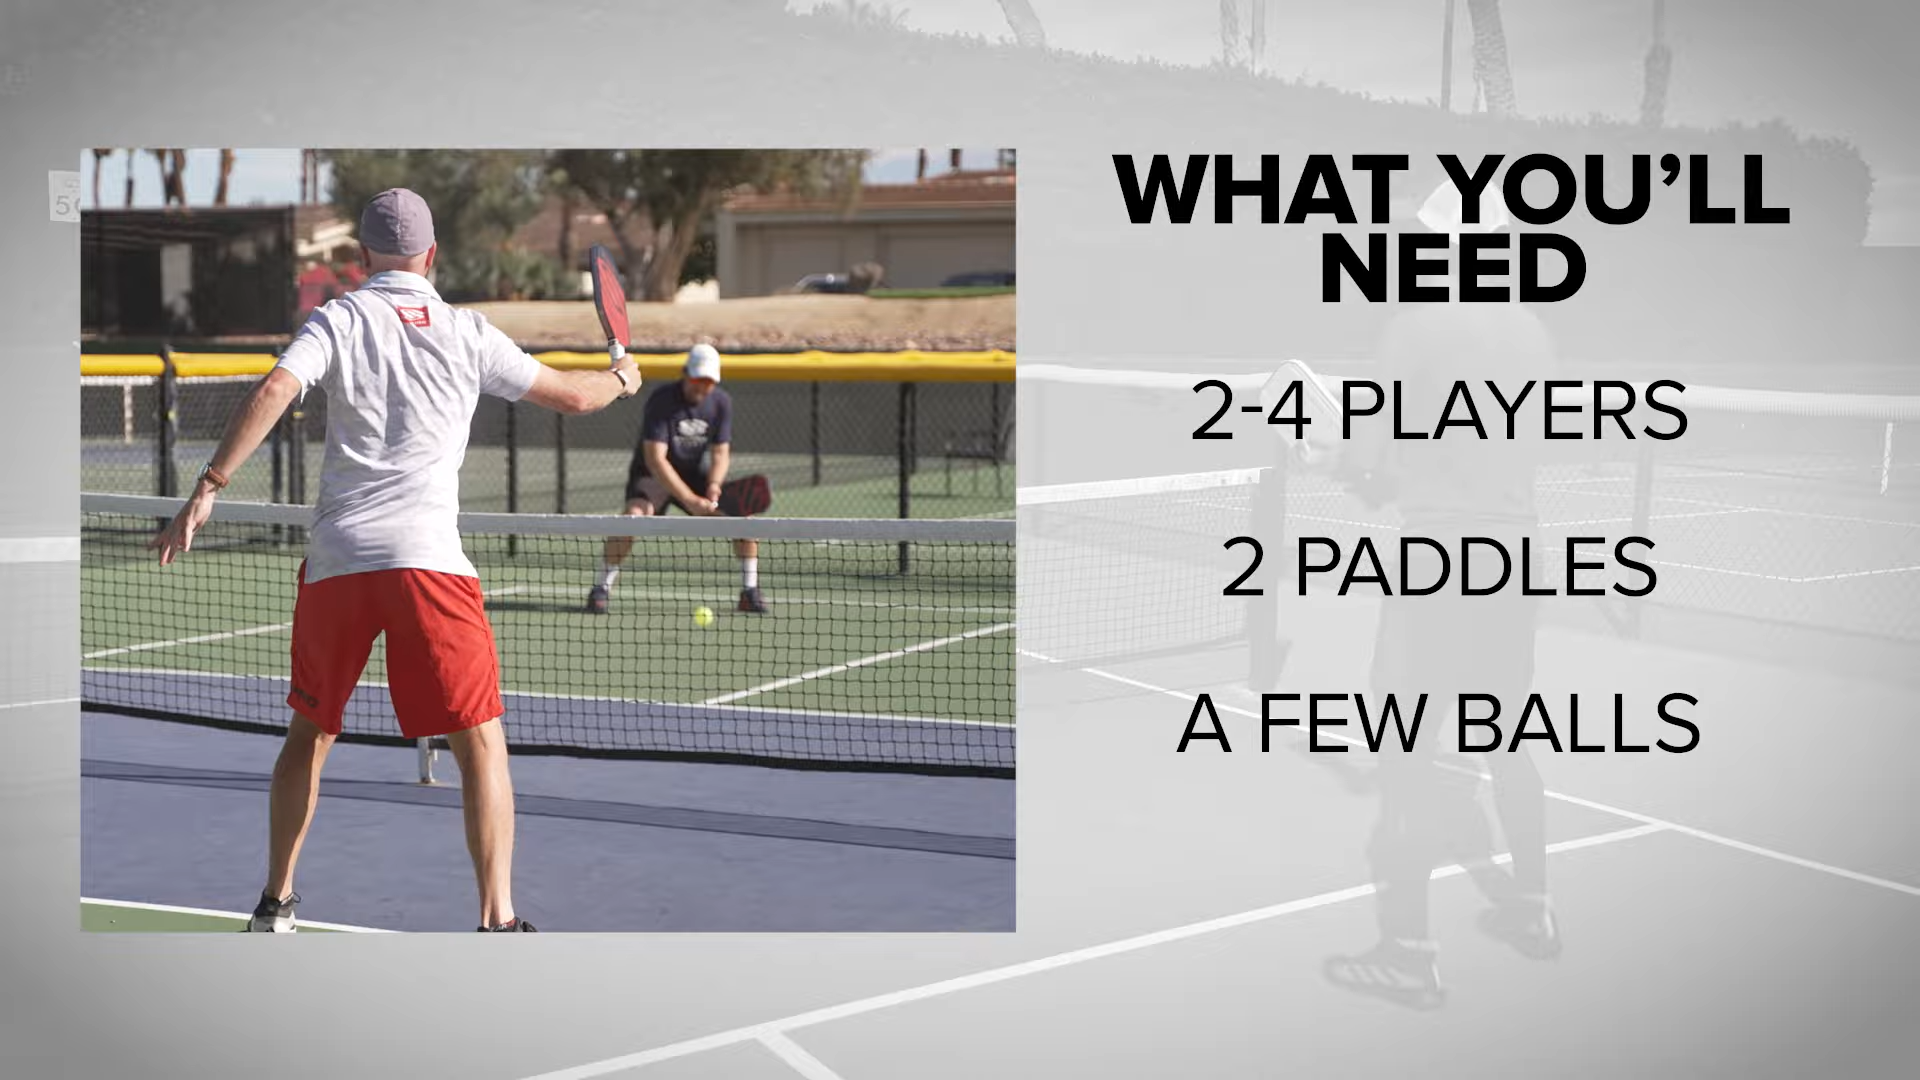 WHAT YOU’LL
NEED
2-4 PLAYERS
2 PADDLES
A FEW BALLS